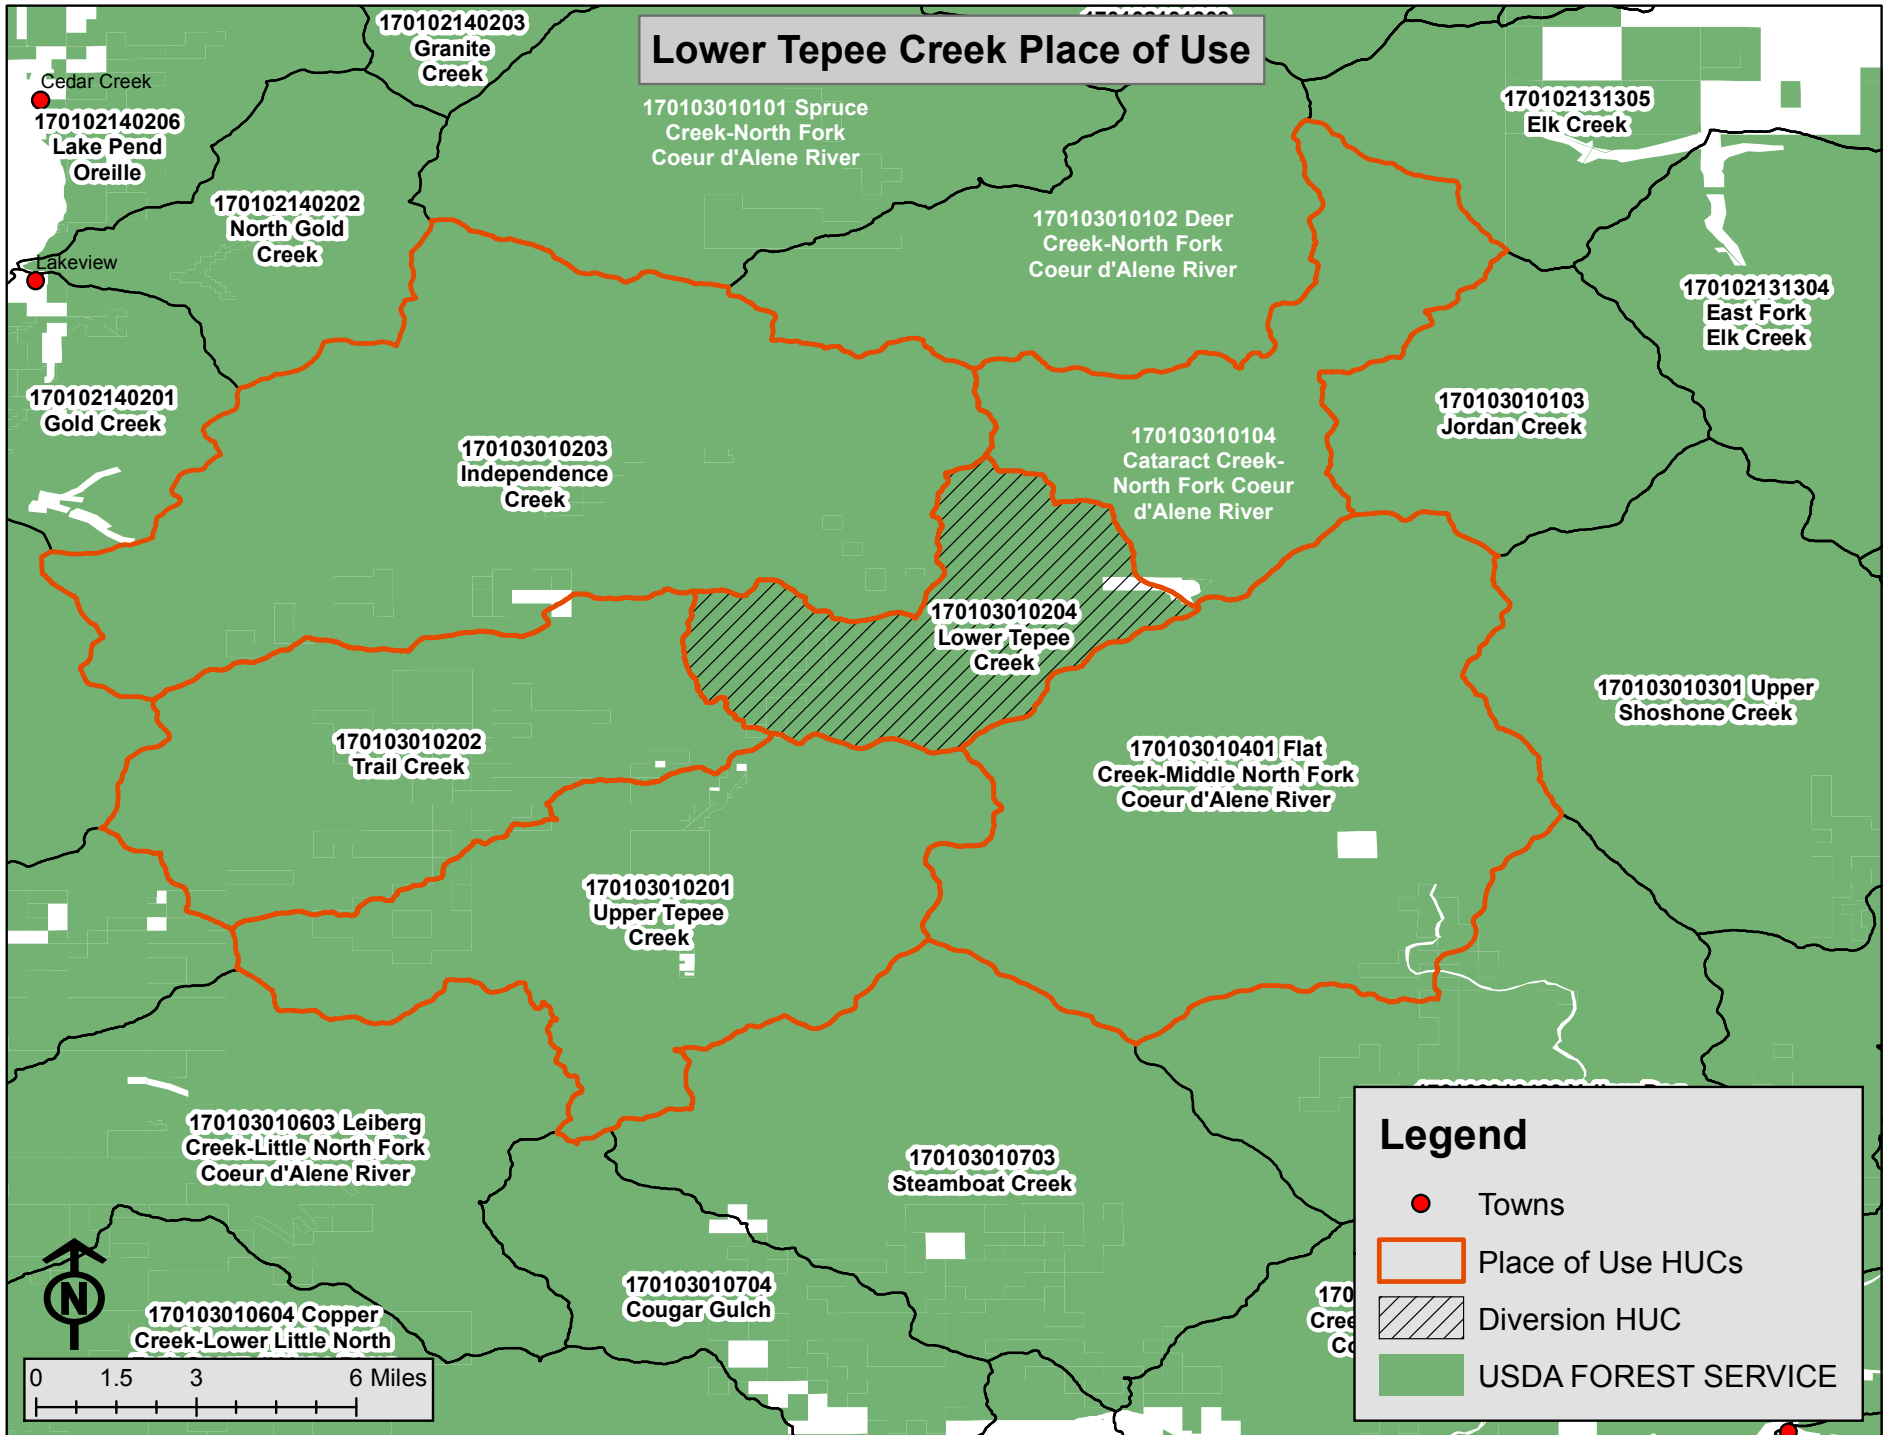 Lower Tepee Creek Place of Use
170102140203
Granite
Creek
Cedar Creek
170102140206
Lake Pend
Oreille
170103010101 Spruce
Creek-North Fork
Coeur d'Alene River
170102131305
Elk Creek
170102140202
North Gold
Creek
170103010102 Deer
Creek-North Fork
Coeur d'Alene River
Lakeview
170102131304
East Fork
Elk Creek
170102140201
Gold Creek
170103010103
Jordan Creek
170103010203
Independence
Creek
170103010104
Cataract Creek-
North Fork Coeur
d'Alene River
170103010204
Lower Tepee
Creek
170103010301 Upper
Shoshone Creek
170103010202
Trail Creek
170103010401 Flat
Creek-Middle North Fork
Coeur d'Alene River
170103010201
Upper Tepee
Creek
170103010603 Leiberg
Creek-Little North Fork
Coeur d'Alene River
170103010703
Steamboat Creek
170103010704
Cougar Gulch
170103010604 Copper
Creek-Lower Little North
N
0 1.5 3 6 Miles
Legend
Towns
Place of Use HUCs
Diversion HUC
USDA FOREST SERVICE